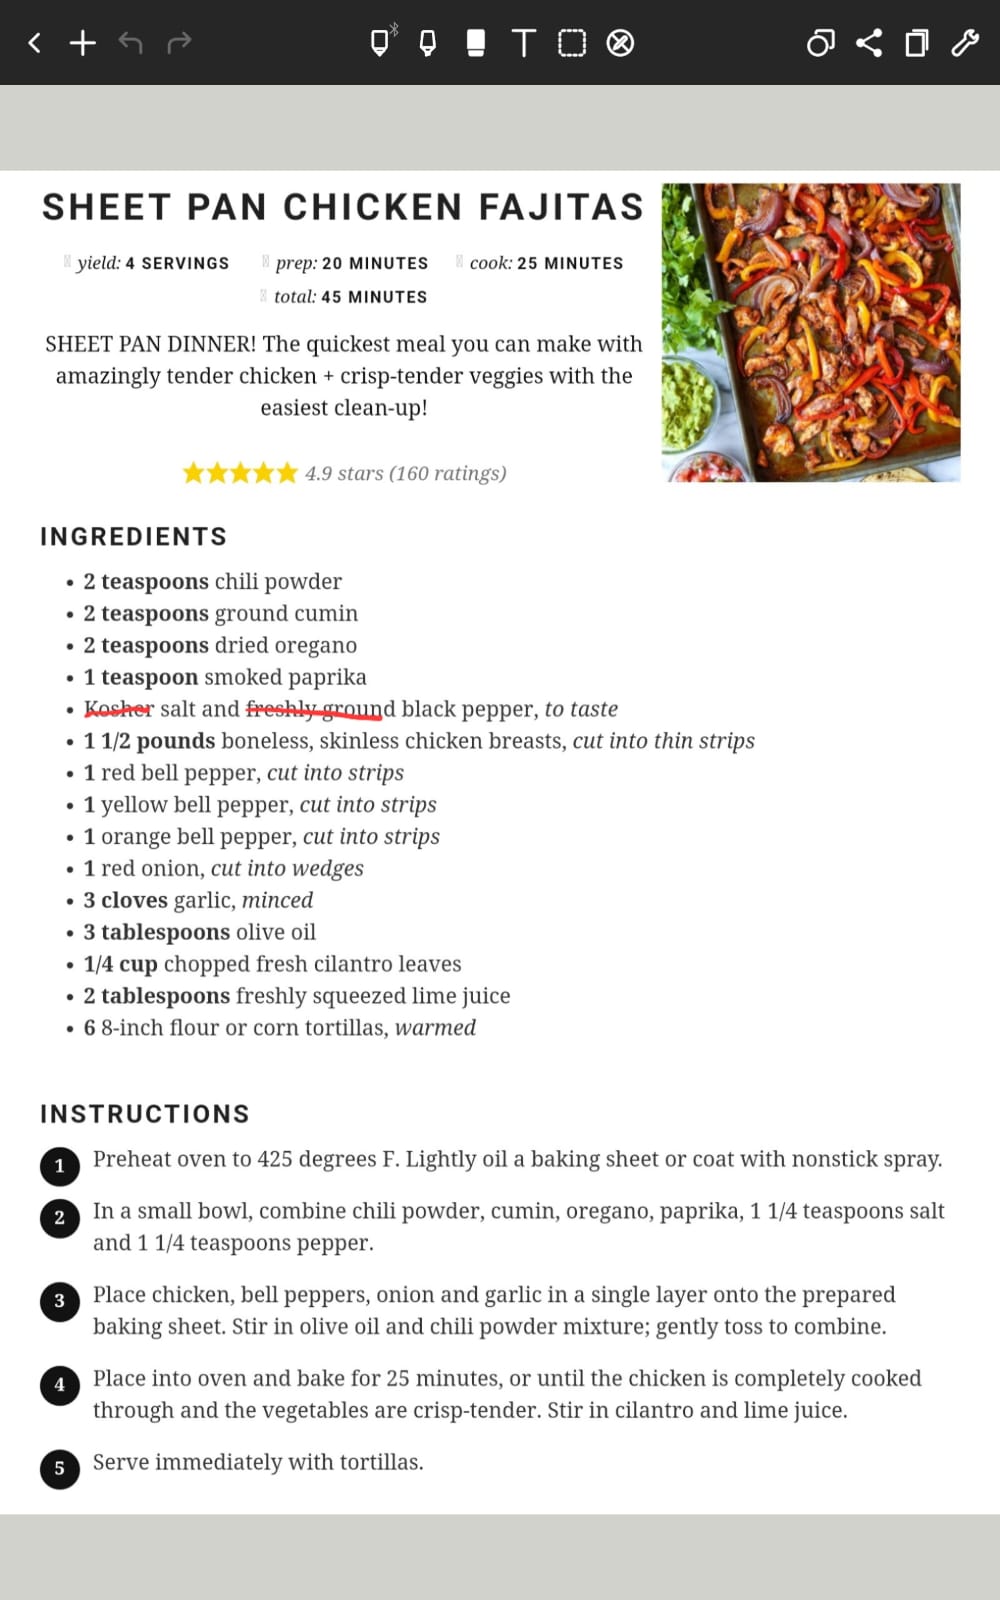 SHEET PAN CHICKEN FAJITAS
yield: 4 SERVINGS prep: 20 MINUTES cook: 25 MINUTES
total: 45 MINUTES
SHEET PAN DINNER! The quickest meal you can make with
amazingly tender chicken + crisp-tender veggies with the
easiest clean-up!
4.9 stars (160 ratings)
INGREDIENTS
• 2 teaspoons chili powder
• 2 teaspoons ground cumin
• 2 teaspoons dried oregano
• 1 teaspoon smoked paprika
• Kosher salt and freshly ground black pepper, to taste
• 1 1/2 pounds boneless, skinless chicken breasts, cut into thin strips
• 1 red bell pepper, cut into strips
• 1 yellow bell pepper, cut into strips
• 1 orange bell pepper, cut into strips
• 1 red onion, cut into wedges
• 3 cloves garlic, minced
• 3 tablespoons olive oil
• 1/4 cup chopped fresh cilantro leaves
• 2 tablespoons freshly squeezed lime juice
• 6 8-inch flour or corn tortillas, warmed
INSTRUCTIONS
1 Preheat oven to 425 degrees F. Lightly oil a baking sheet or coat with nonstick spray.
2 In a small bowl, combine chili powder, cumin, oregano, paprika, 1 1/4 teaspoons salt
and 1 1/4 teaspoons pepper.
3 Place chicken, bell peppers, onion and garlic in a single layer onto the prepared
baking sheet. Stir in olive oil and chili powder mixture; gently toss to combine.
4 Place into oven and bake for 25 minutes, or until the chicken is completely cooked
through and the vegetables are crisp-tender. Stir in cilantro and lime juice.
5 Serve immediately with tortillas.